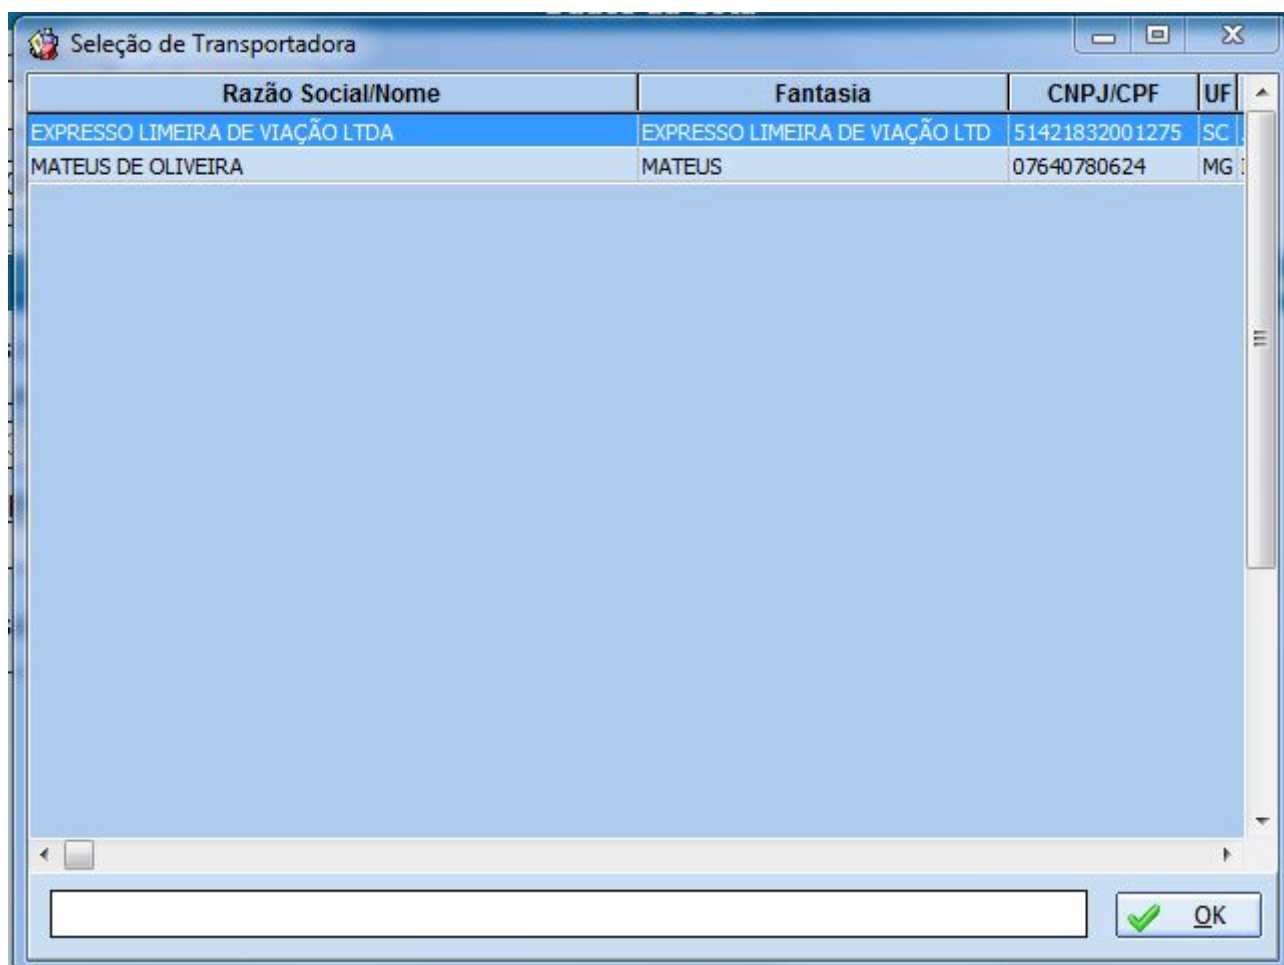 Seleção de Transportadora
Razão Social/Nome Fantasia CNPJ/CPF UF
EXPRESSO LIMEIRA DE VIAÇÃO LTDA EXPRESSO LIMEIRA DE VIAÇÃO LTD 51421832001275 SC
MATEUS DE OLIVEIRA MATEUS 07640780624 MG
OK